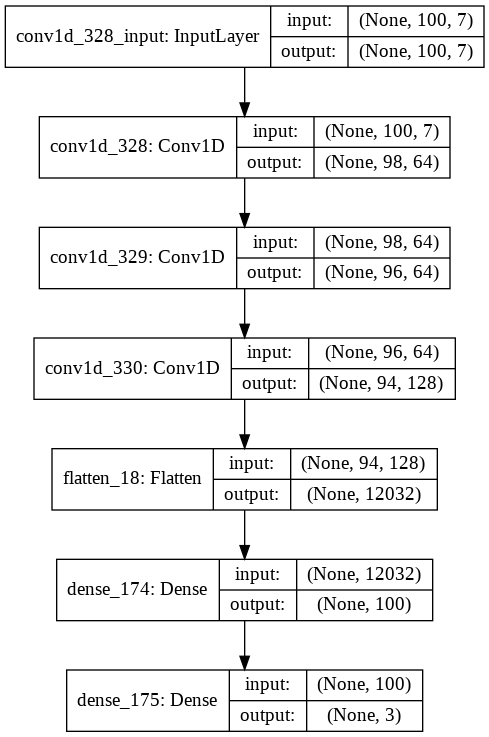 conv1d_328_input: InputLayer
input: (None, 100, 7)
output: (None, 100, 7)
conv1d_328: Conv1D
input: (None, 100, 7)
output: (None, 98, 64)
conv1d_329: Conv1D
input: (None, 98, 64)
output: (None, 96, 64)
conv1d_330: Conv1D
input: (None, 96, 64)
output: (None, 94, 128)
flatten_18: Flatten
input: (None, 94, 128)
output: (None, 12032)
dense_174: Dense
input: (None, 12032)
output: (None, 100)
dense_175: Dense
input: (None, 100)
output: (None, 3)